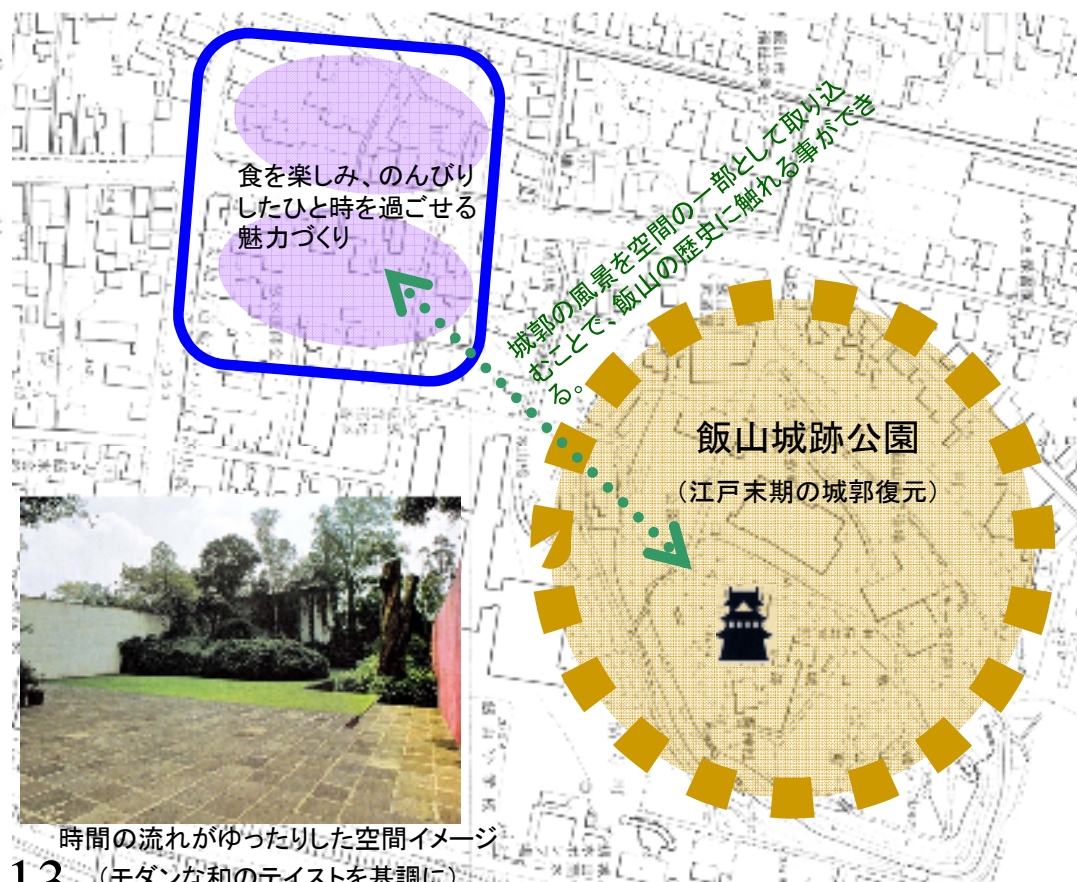 食を楽しみ、のんびり
したひと時を過ごせる
魅力づくり
城郭の風景を空間の一部として取り込
むことで、飯山の歴史に触れる事ができ
る。
飯山城跡公園
（江戸末期の城郭復元）
時間の流れがゆったりした空間イメージ
13
（モダンな和のテイストを基調に）